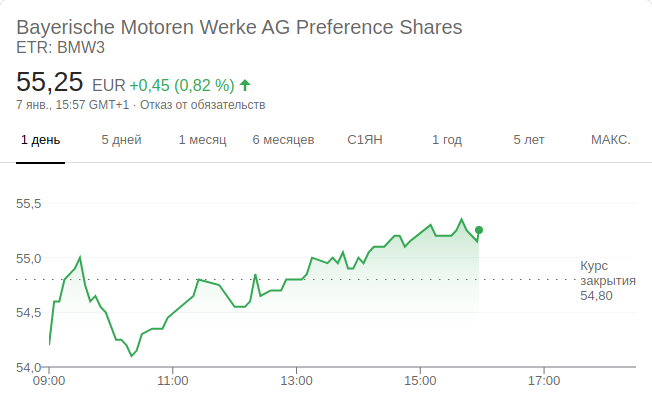 Bayerische Motoren Werke AG Preference Shares
ETR: BMW3
55,25 EUR +0,45 (0,82 %)
7 янв., 15:57 GMT+1 · Отказ от обязательств
1 день 5 дней 1 месяц 6 месяцев С1ЯН 1 год 5 лет МАКС.
55,5
55,0
Курс
закрытия
54,80
54,5
54,0
09:00 11:00 13:00 15:00 17:00